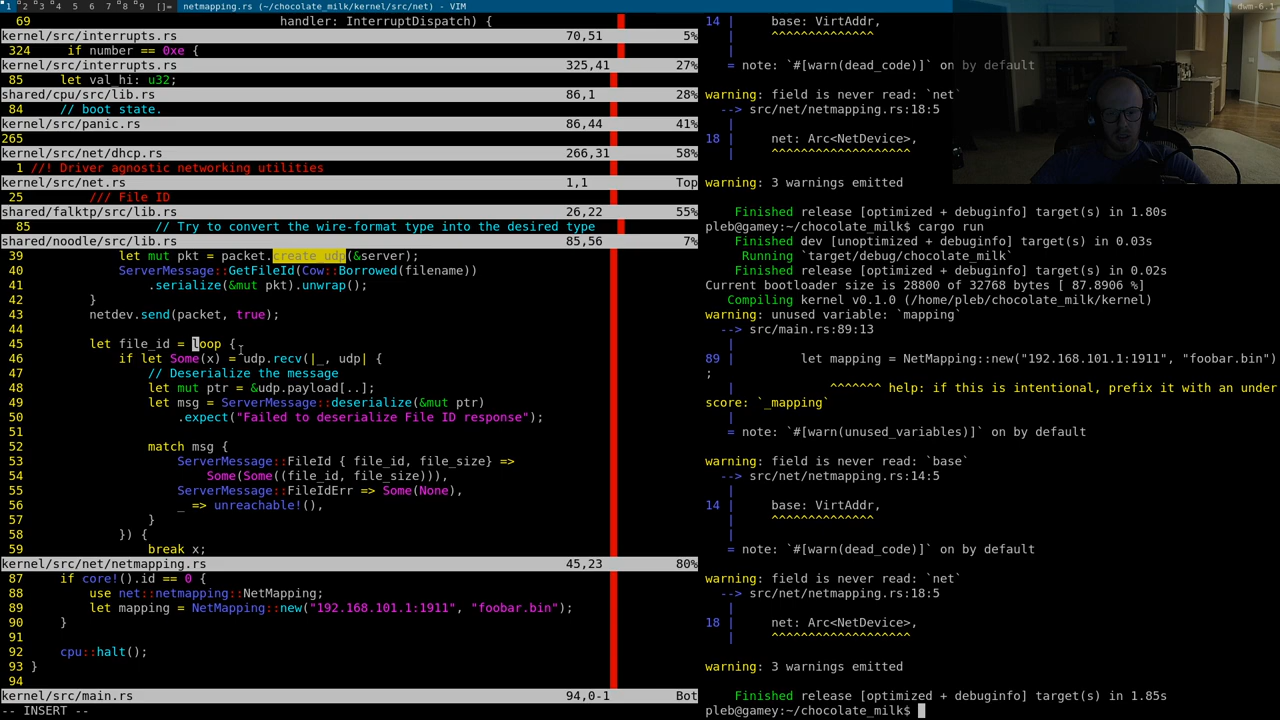 1 2 3 4 5 6 7 8 9 []= netmapping.rs (~/chocolate_milk/kernel/src/net) - VIM dwm-6.1
69 handler: InterruptDispatch) {
kernel/src/interrupts.rs 70,51 5%
324 if number == 0xe {
kernel/src/interrupts.rs 325,41 27%
85 let val_hi: u32;
shared/cpu/src/lib.rs 86,1 28%
84 // boot state.
kernel/src/panic.rs 86,44 41%
265
kernel/src/net/dhcp.rs 266,31 58%
1 //! Driver agnostic networking utilities
kernel/src/net.rs 1,1 Top
25 /// File ID
shared/falktp/src/lib.rs 26,22 55%
85 // Try to convert the wire-format type into the desired type
shared/noodle/src/lib.rs 85,56 7%
39 let mut pkt = packet.create_udp(&server);
40 ServerMessage::GetFileId(Cow::Borrowed(filename))
41 .serialize(&mut pkt).unwrap();
42 }
43 netdev.send(packet, true);
44
45 let file_id = loop {
46 if let Some(x) = udp.recv(|_, udp| {
47 // Deserialize the message
48 let mut ptr = &udp.payload[..];
49 let msg = ServerMessage::deserialize(&mut ptr)
50 .expect("Failed to deserialize File ID response");
51
52 match msg {
53 ServerMessage::FileId { file_id, file_size} =>
54 Some(Some((file_id, file_size))),
55 ServerMessage::FileIdErr => Some(None),
56 _ => unreachable!(),
57 }
58 }) {
59 break x;
kernel/src/net/netmapping.rs 45,23 80%
87 if core!().id == 0 {
88 use net::netmapping::NetMapping;
89 let mapping = NetMapping::new("192.168.101.1:1911", "foobar.bin");
90 }
91
92 cpu::halt();
93 }
94
kernel/src/main.rs 94,0-1 Bot
-- INSERT --
14 | base: VirtAddr,
| ^^^^^^^^^^^^^^
|
= note: `#[warn(dead_code)]` on by default
warning: field is never read: `net`
--> src/net/netmapping.rs:18:5
|
18 | net: Arc<NetDevice>,
| ^^^^^^^^^^^^^^^^^^^
warning: 3 warnings emitted
Finished release [optimized + debuginfo] target(s) in 1.80s
pleb@gamey:~/chocolate_milk$ cargo run
Finished dev [unoptimized + debuginfo] target(s) in 0.03s
Running `target/debug/chocolate_milk`
Finished release [optimized + debuginfo] target(s) in 0.02s
Current bootloader size is 28800 of 32768 bytes [ 87.8906 %]
Compiling kernel v0.1.0 (/home/pleb/chocolate_milk/kernel)
warning: unused variable: `mapping`
--> src/main.rs:89:13
|
89 | let mapping = NetMapping::new("192.168.101.1:1911", "foobar.bin")
;
| ^^^^^^^ help: if this is intentional, prefix it with an under
score: `_mapping`
|
= note: `#[warn(unused_variables)]` on by default
warning: field is never read: `base`
--> src/net/netmapping.rs:14:5
|
14 | base: VirtAddr,
| ^^^^^^^^^^^^^^
|
= note: `#[warn(dead_code)]` on by default
warning: field is never read: `net`
--> src/net/netmapping.rs:18:5
|
18 | net: Arc<NetDevice>,
| ^^^^^^^^^^^^^^^^^^^
warning: 3 warnings emitted
Finished release [optimized + debuginfo] target(s) in 1.85s
pleb@gamey:~/chocolate_milk$